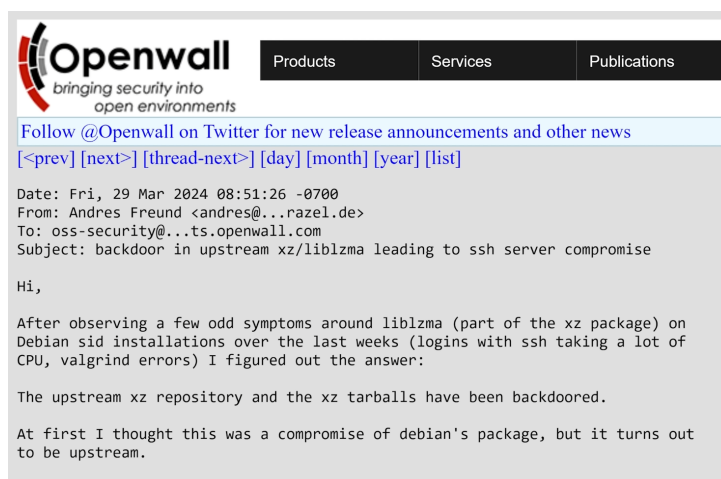 Openwall
bringing security into
open environments
Products Services Publications
Follow @Openwall on Twitter for new release announcements and other news
[<prev] [next>] [thread-next>] [day] [month] [year] [list]
Date: Fri, 29 Mar 2024 08:51:26 -0700
From: Andres Freund <andres@...razel.de>
To: oss-security@...ts.openwall.com
Subject: backdoor in upstream xz/liblzma leading to ssh server compromise
Hi,
After observing a few odd symptoms around liblzma (part of the xz package) on
Debian sid installations over the last weeks (logins with ssh taking a lot of
CPU, valgrind errors) I figured out the answer:
The upstream xz repository and the xz tarballs have been backdoored.
At first I thought this was a compromise of debian's package, but it turns out
to be upstream.